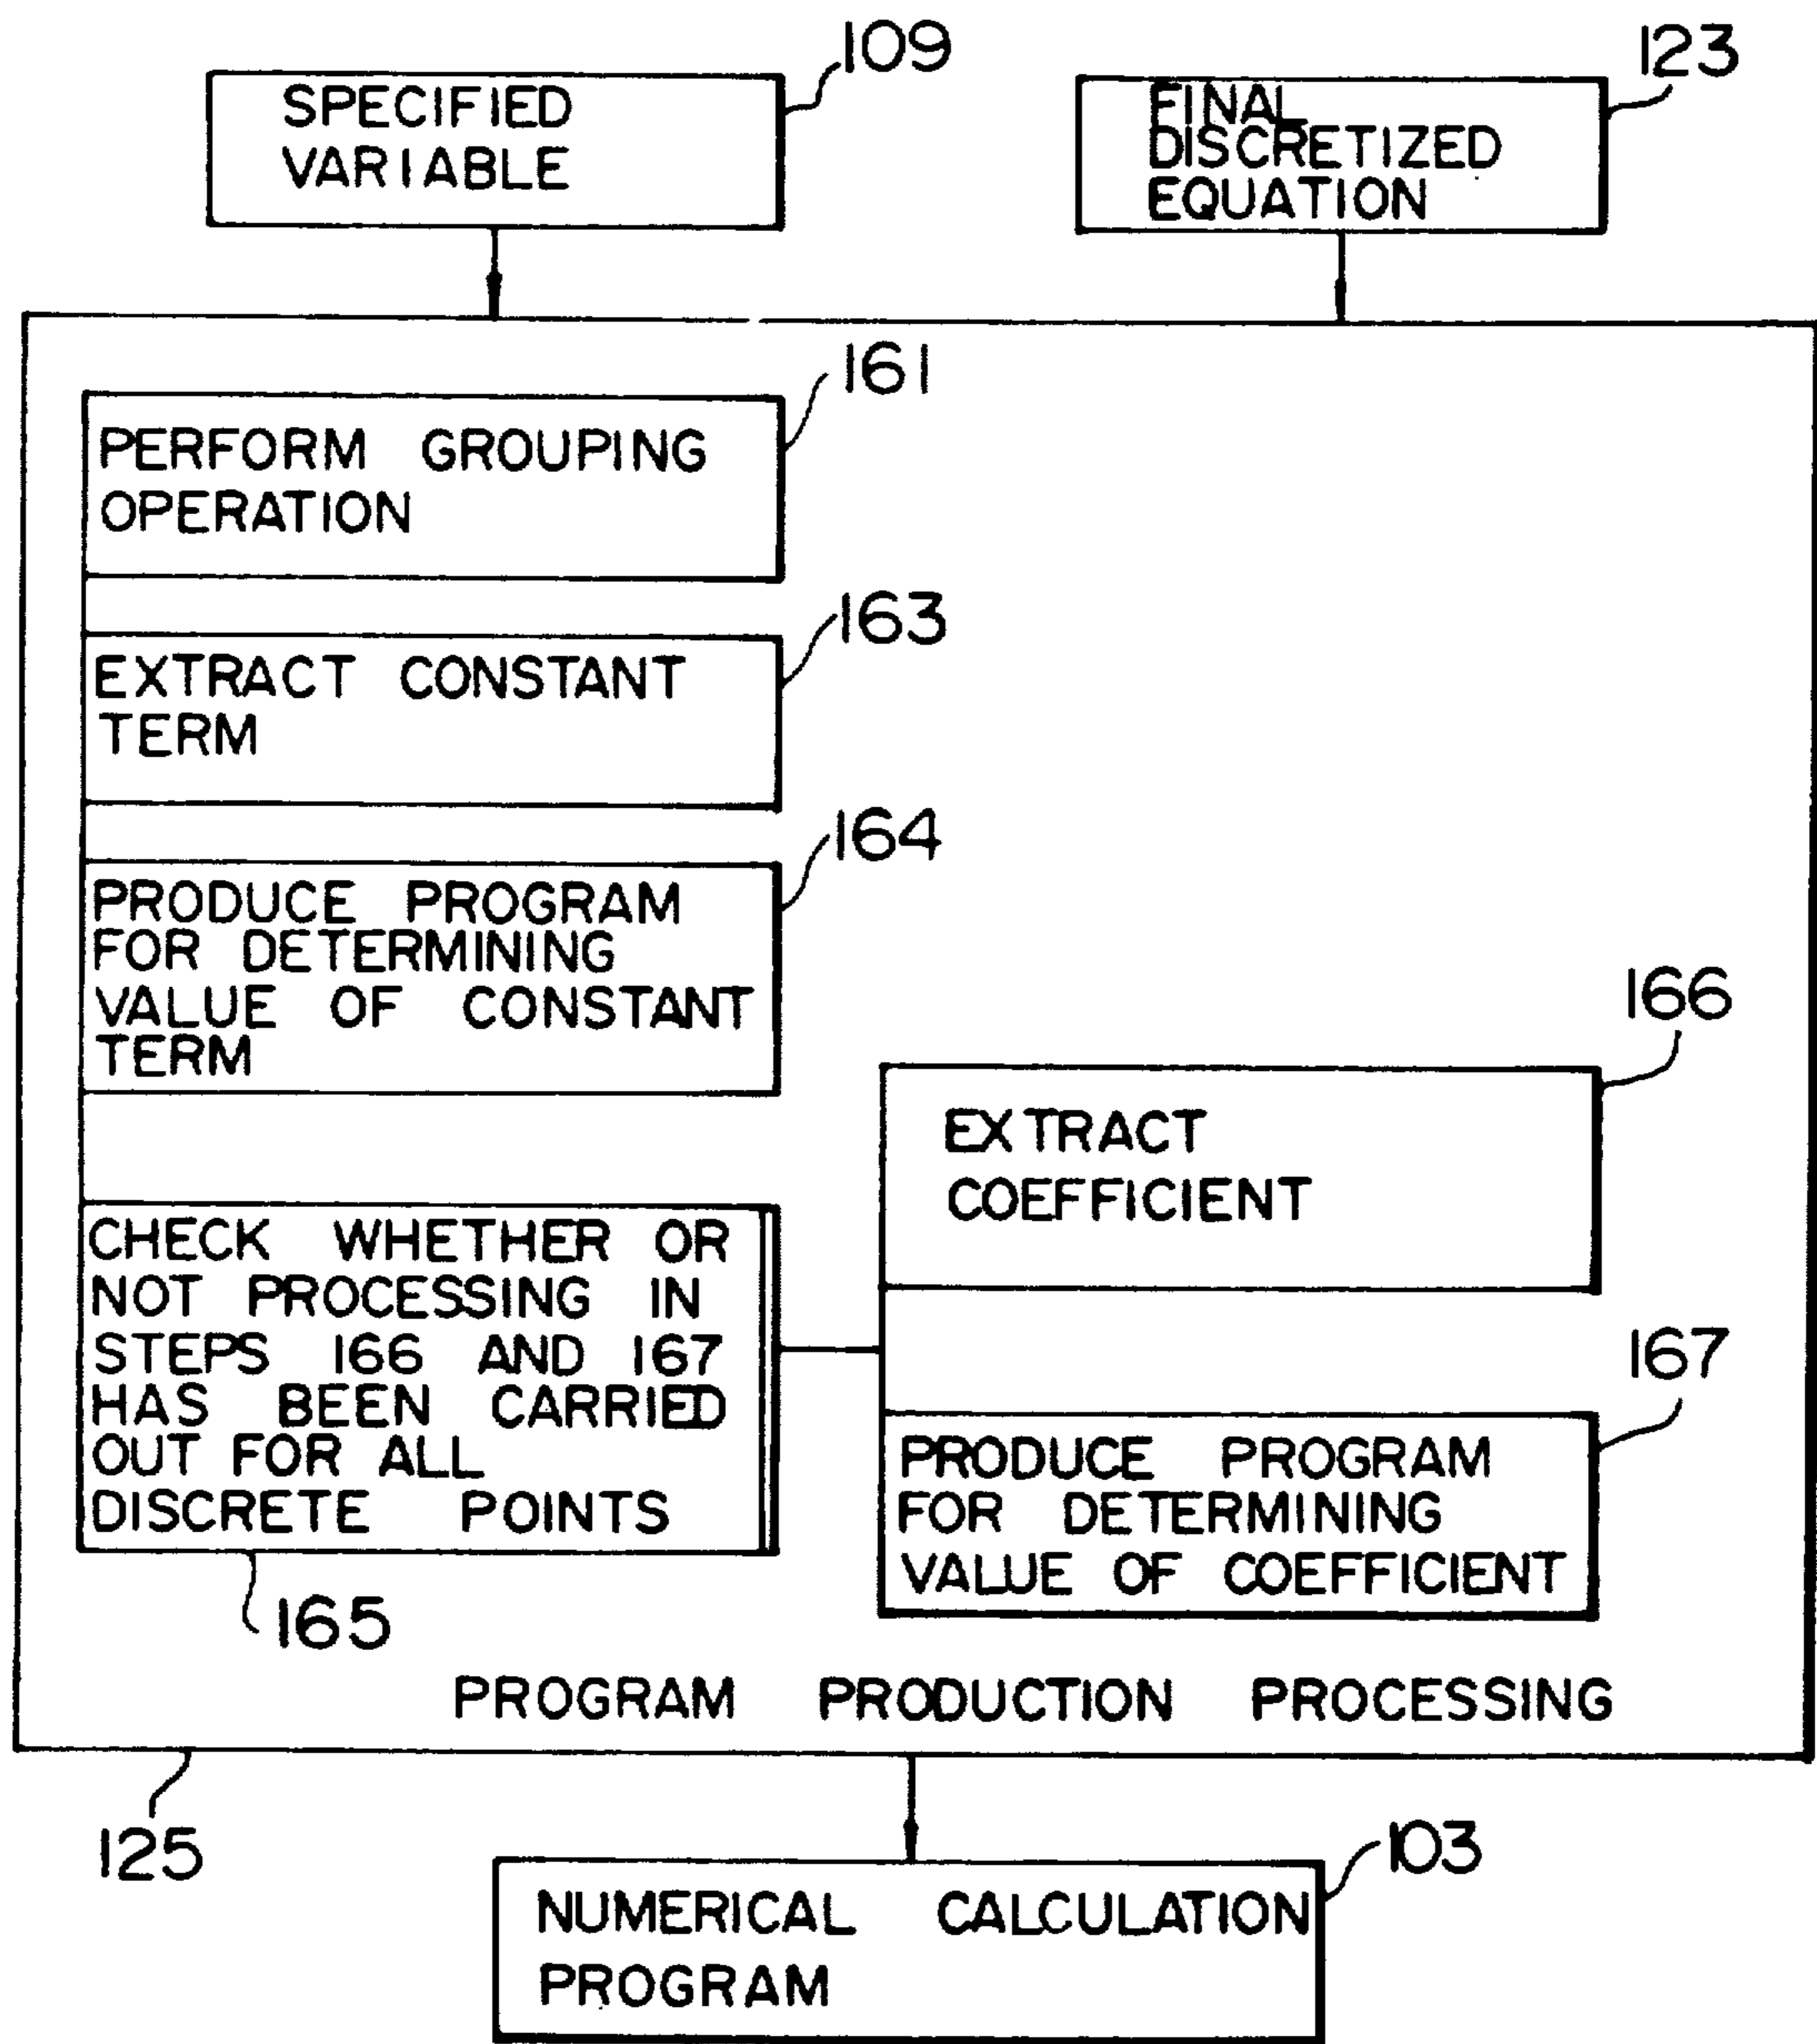 109
SPECIFIED
VARIABLE
123
FINAL
DISCRETIZED
EQUATION
161
PERFORM GROUPING
OPERATION
163
EXTRACT CONSTANT
TERM
164
PRODUCE PROGRAM
FOR DETERMINING
VALUE OF CONSTANT
TERM
166
EXTRACT
COEFFICIENT
CHECK WHETHER OR
NOT PROCESSING IN
STEPS 166 AND 167
HAS BEEN CARRIED
OUT FOR ALL
DISCRETE POINTS
165
167
PRODUCE PROGRAM
FOR DETERMINING
VALUE OF COEFFICIENT
PROGRAM PRODUCTION PROCESSING
125
103
NUMERICAL CALCULATION
PROGRAM